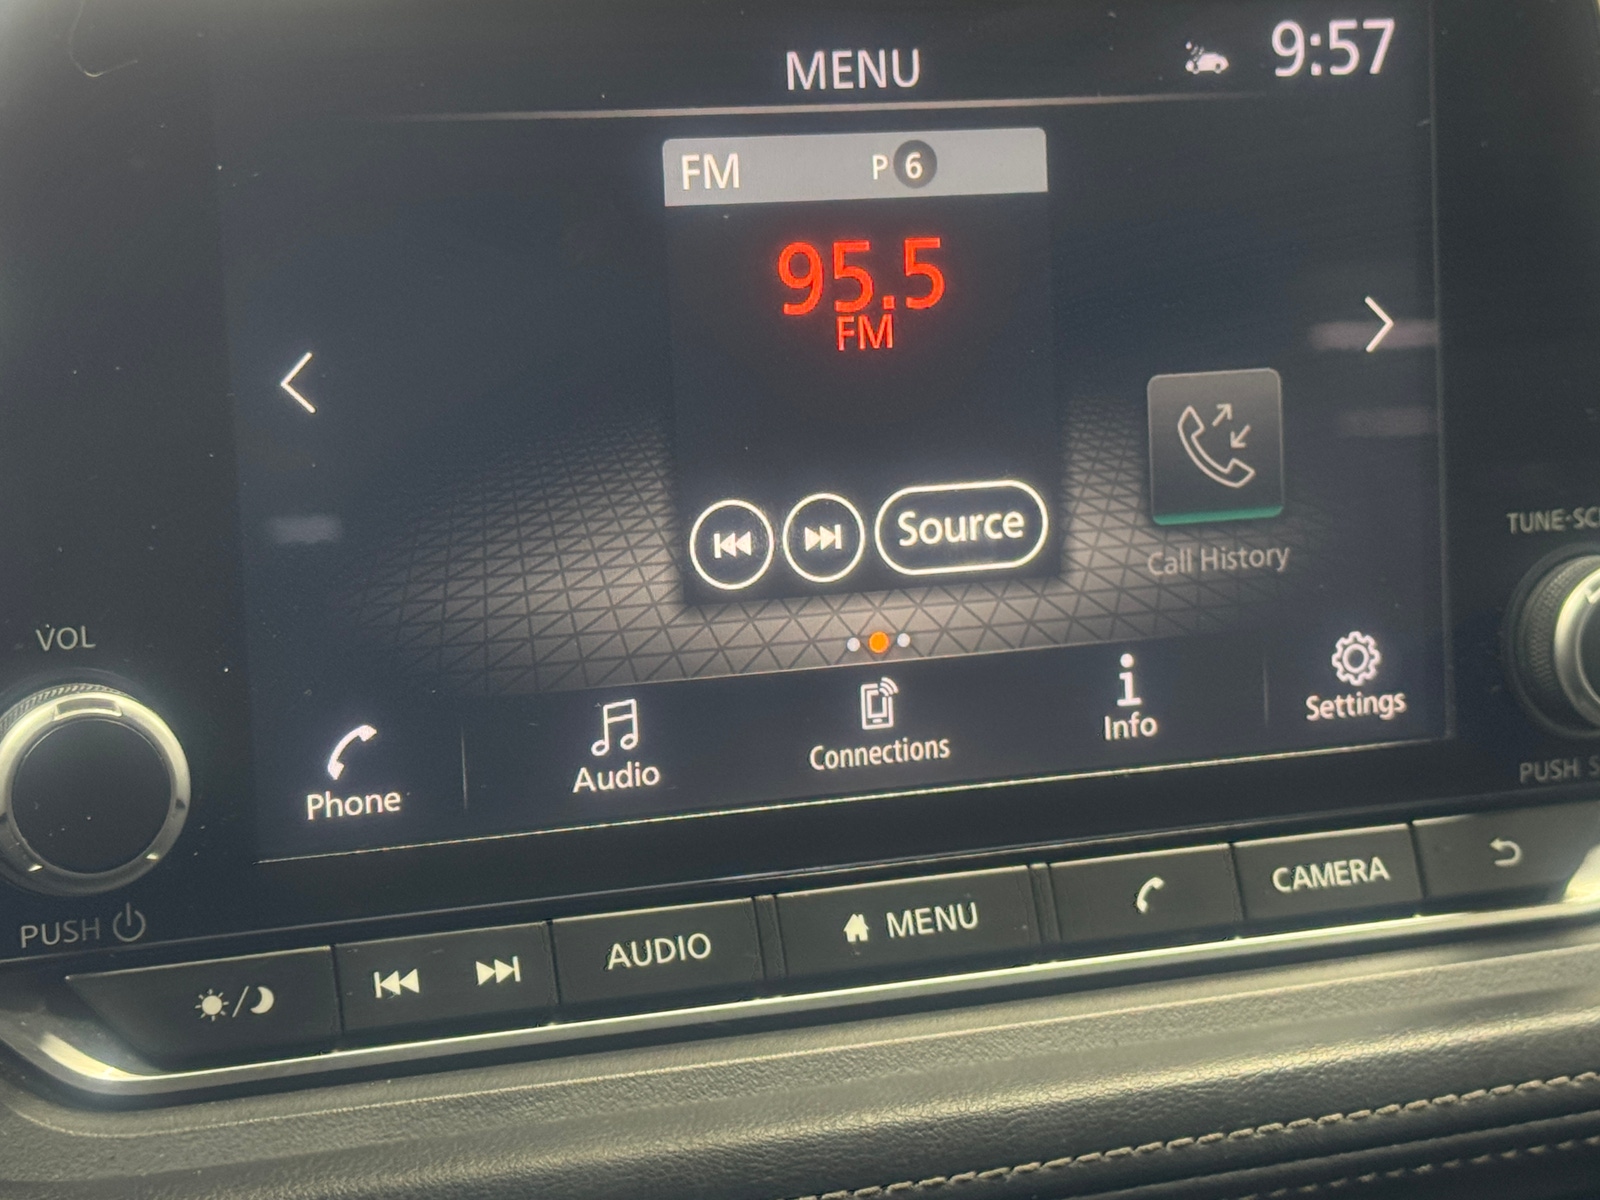 MENU
9:57
FM P 6
95.5
FM
Source
Call History
TUNE·SC
VOL
Phone
Audio
Connections
Info
Settings
PUSH
PUSH S
AUDIO
MENU
CAMERA